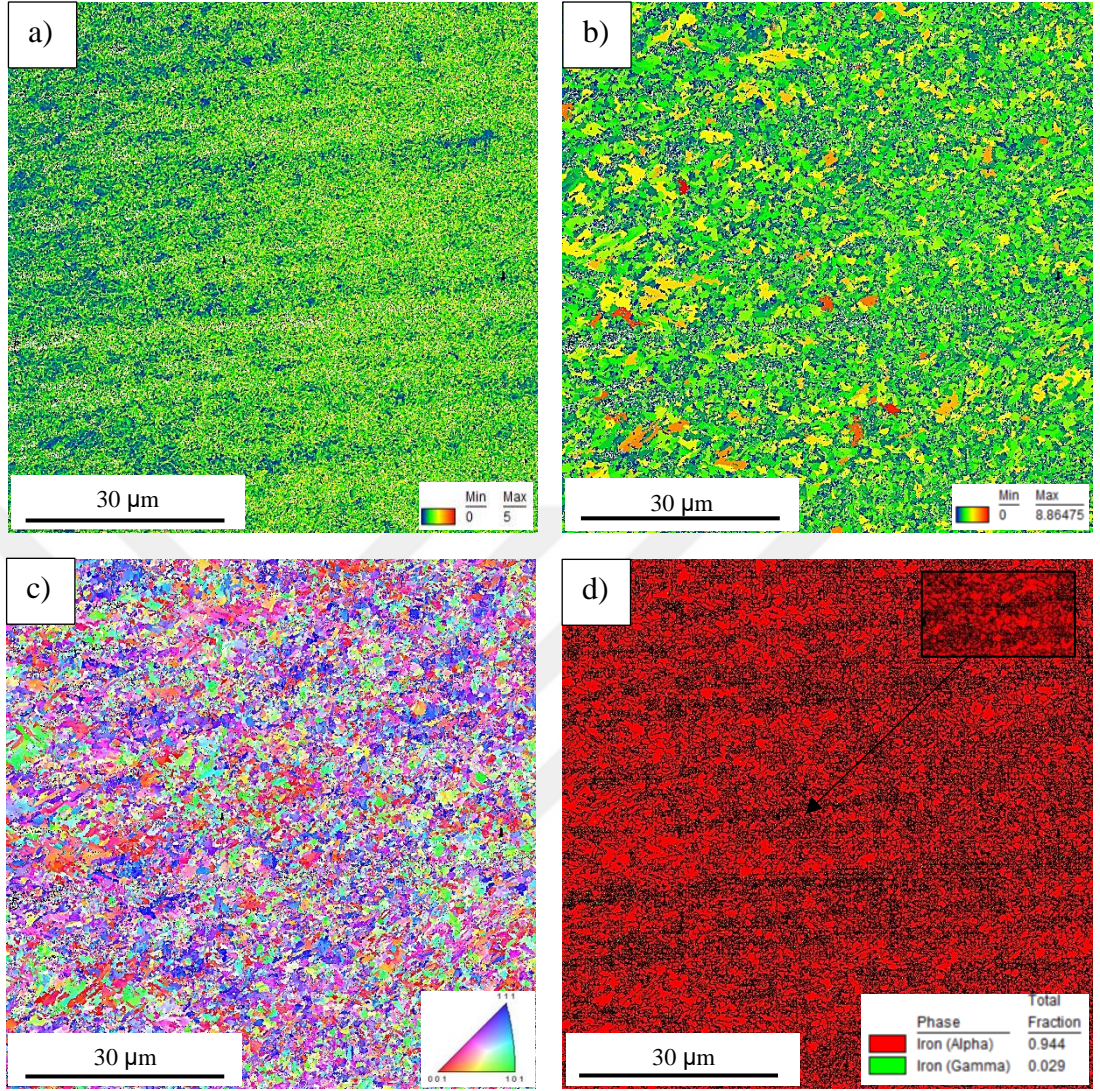 a)
30 µm
Min Max
0 5
b)
30 µm
Min Max
0 8.86475
c)
30 µm
111
001 101
d)
30 µm
Total
Phase Fraction
Iron (Alpha) 0.944
Iron (Gamma) 0.029